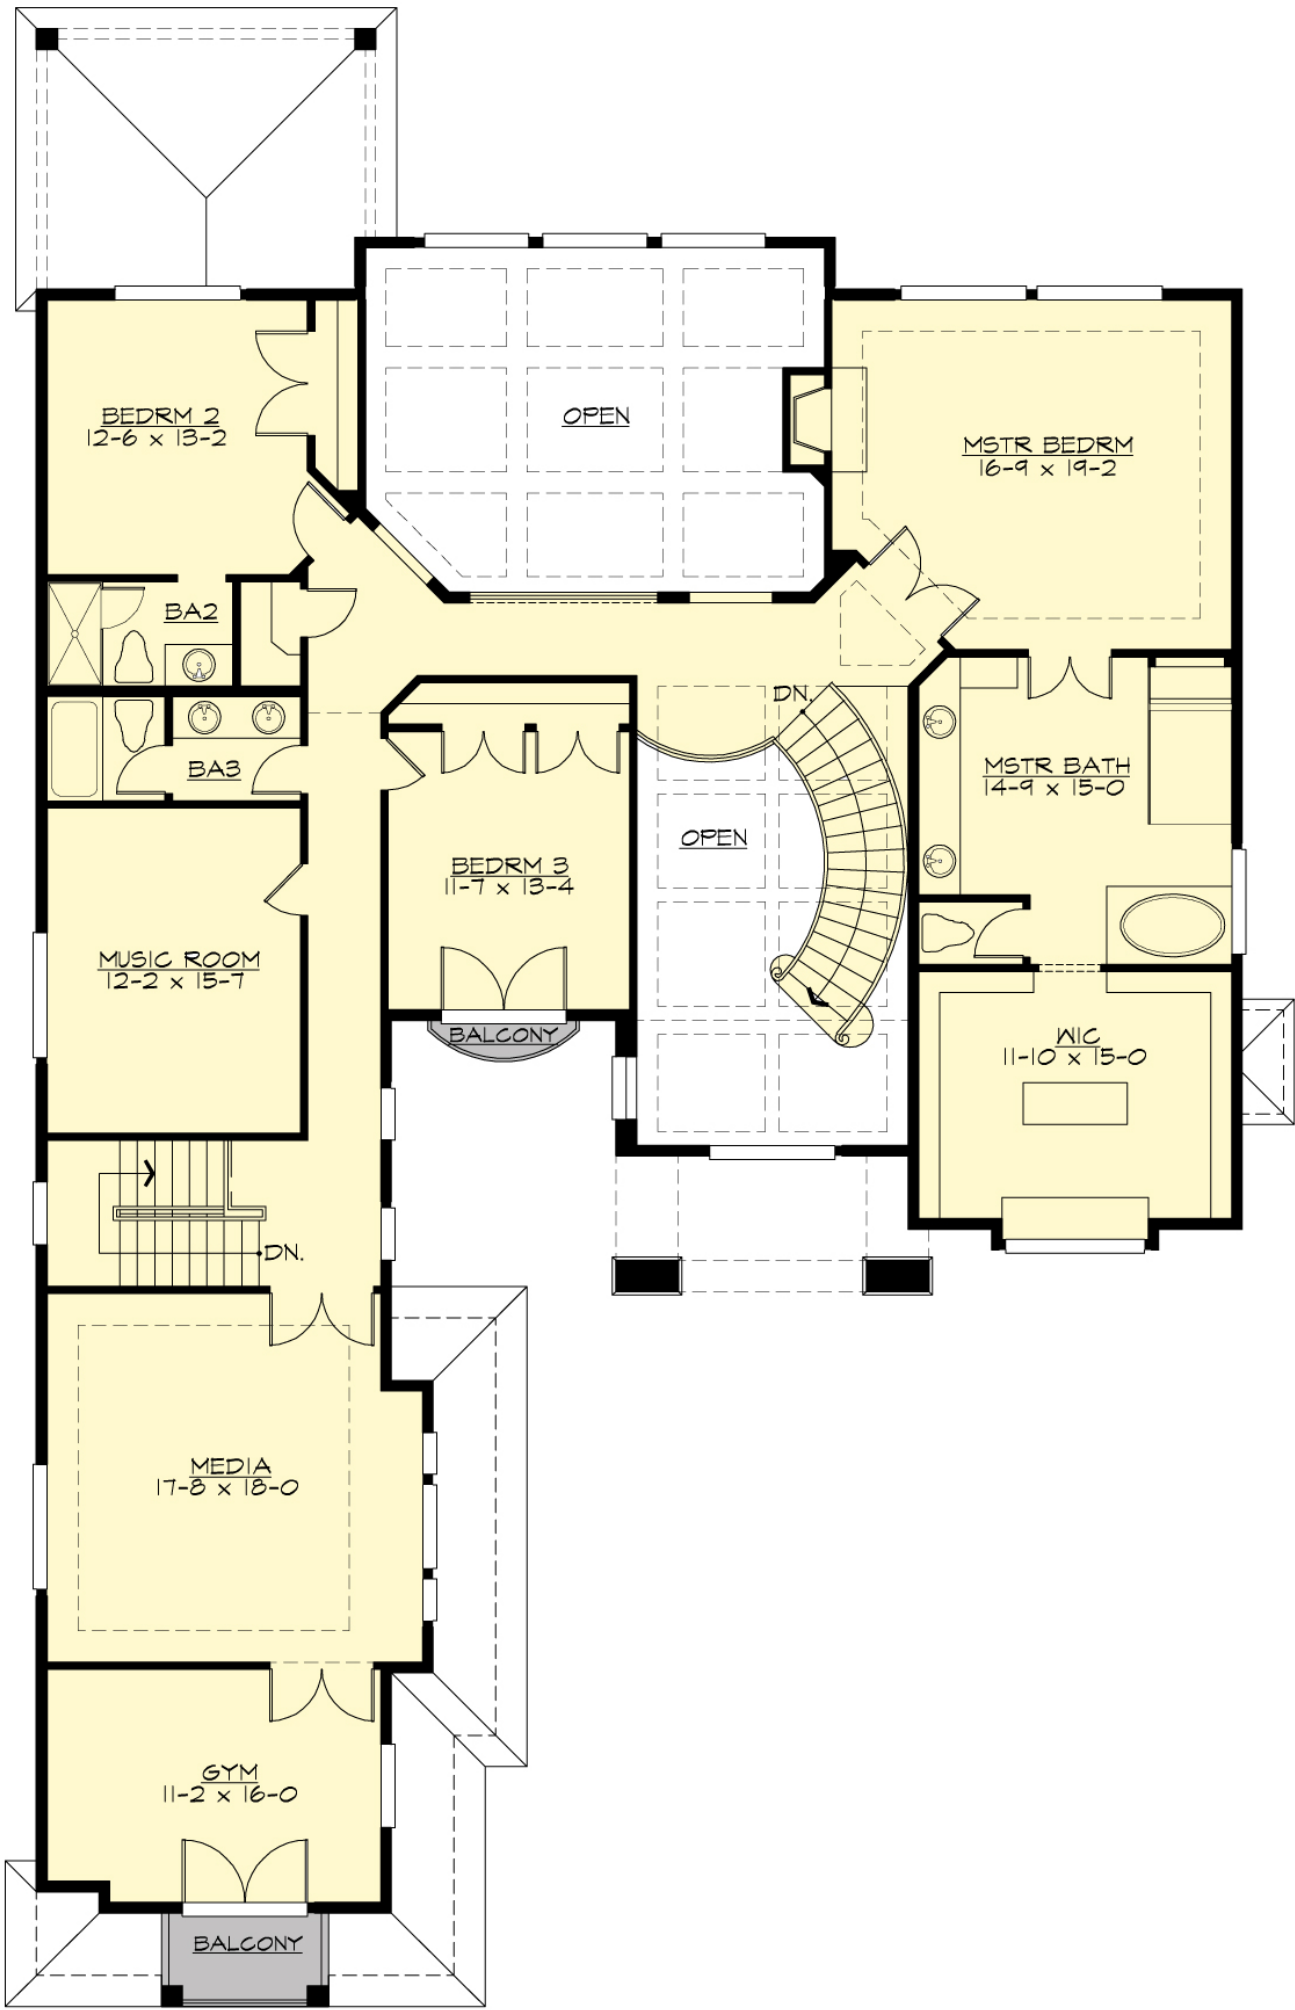 BEDRM 2
12-6 x 13-2
OPEN
MSTR BEDRM
16-9 x 19-2
BA2
DN.
BA3
MSTR BATH
14-9 x 15-0
OPEN
BEDRM 3
11-7 x 13-4
MUSIC ROOM
12-2 x 15-7
BALCONY
WIC
11-10 x 15-0
DN.
MEDIA
17-8 x 18-0
GYM
11-2 x 16-0
BALCONY